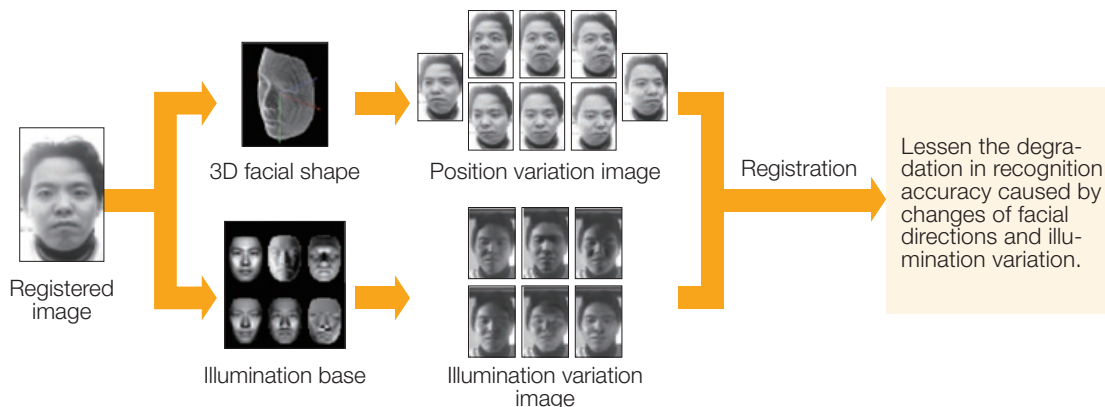 Registered
image
3D facial shape
Position variation image
Illumination base
Illumination variation
image
Registration
Lessen the degra-
dation in recognition
accuracy caused by
changes of facial
directions and illu-
mination variation.